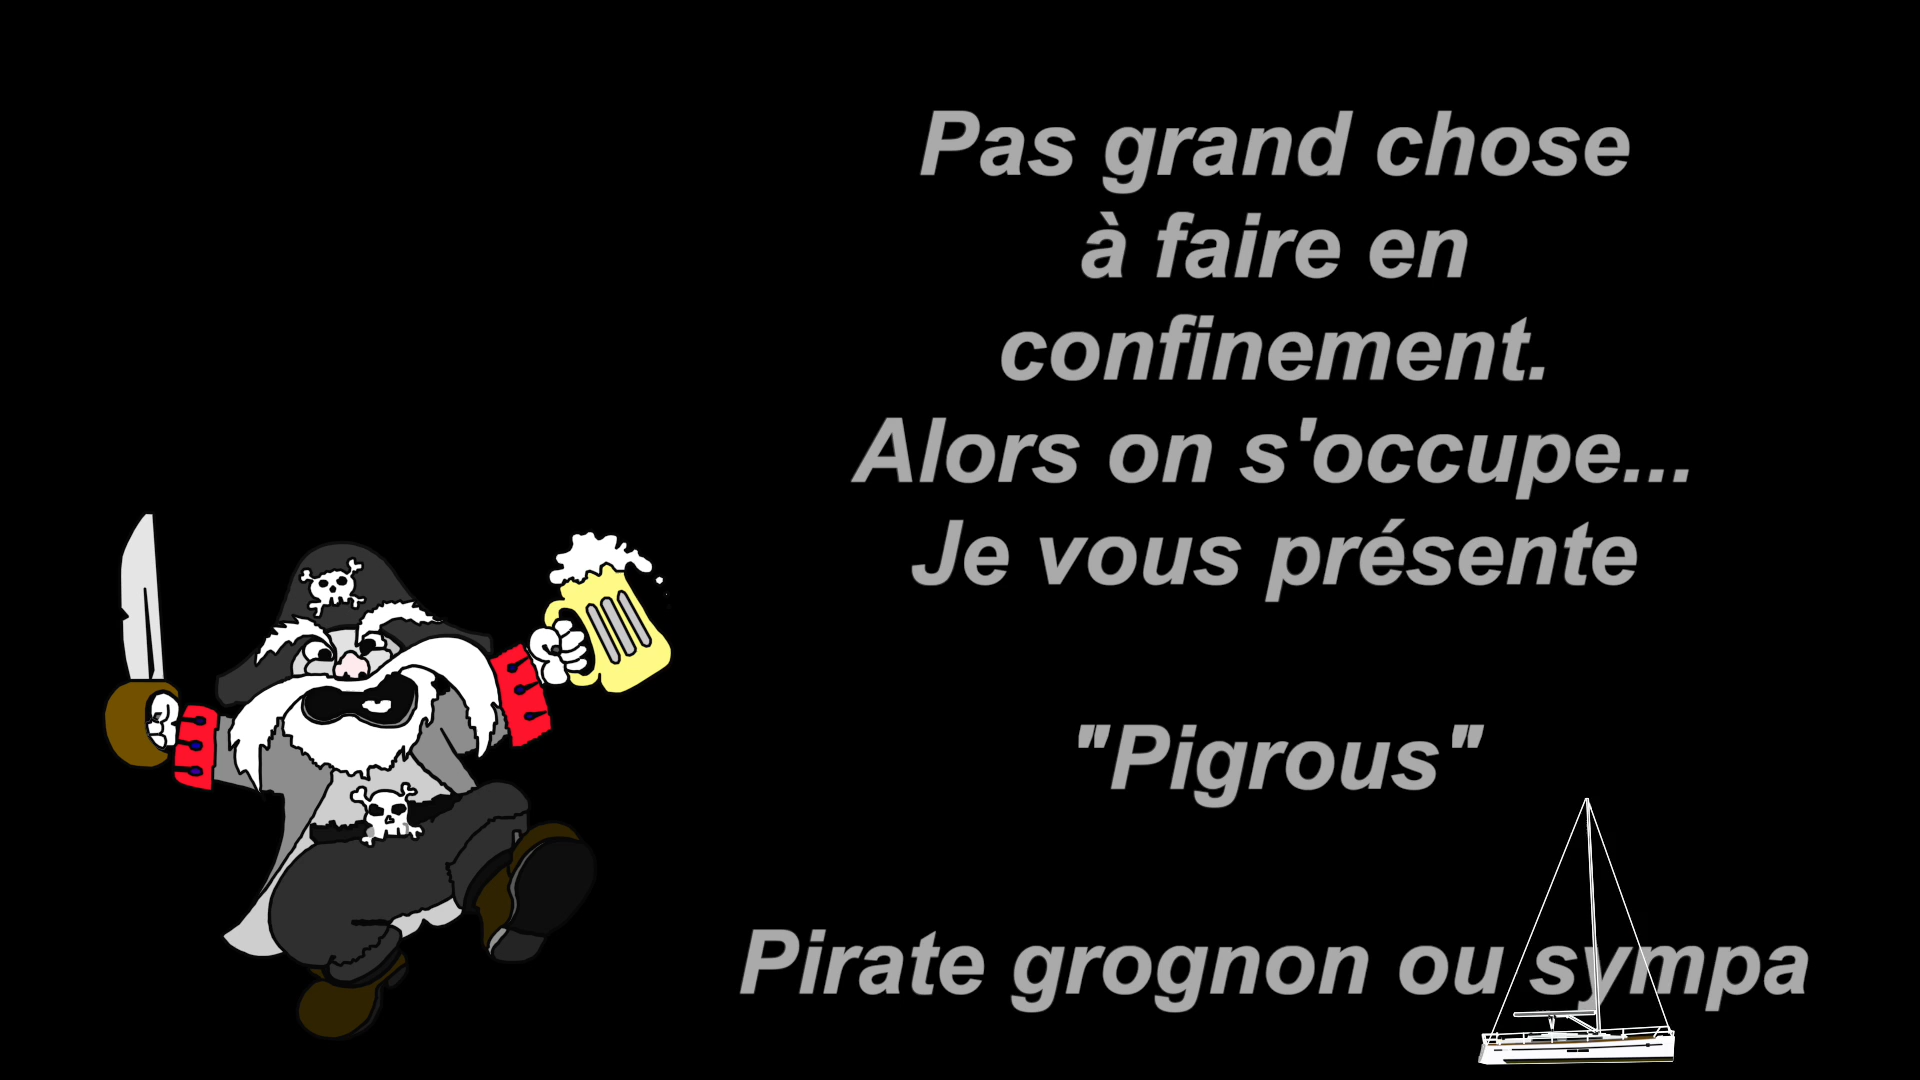 Pas grand chose
à faire en
confinement.
Alors on s'occupe...
Je vous présente
"Pigrous"
Pirate grognon ou sympa